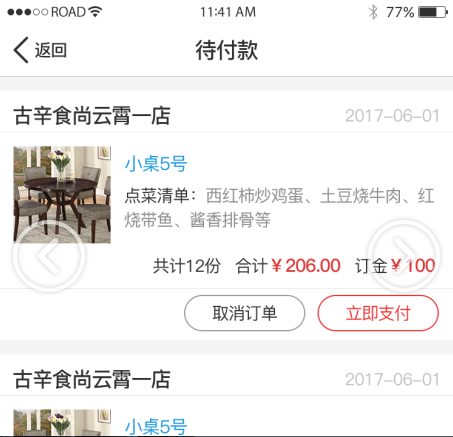 ROAD 11:41 AM 77%
返回 待付款
古辛食尚云霄一店 2017-06-01
小桌5号
点菜清单：西红柿炒鸡蛋、土豆烧牛肉、红
烧带鱼、酱香排骨等
共计12份 合计￥206.00 订金￥100
取消订单 立即支付
古辛食尚云霄一店 2017-06-01
小桌5号